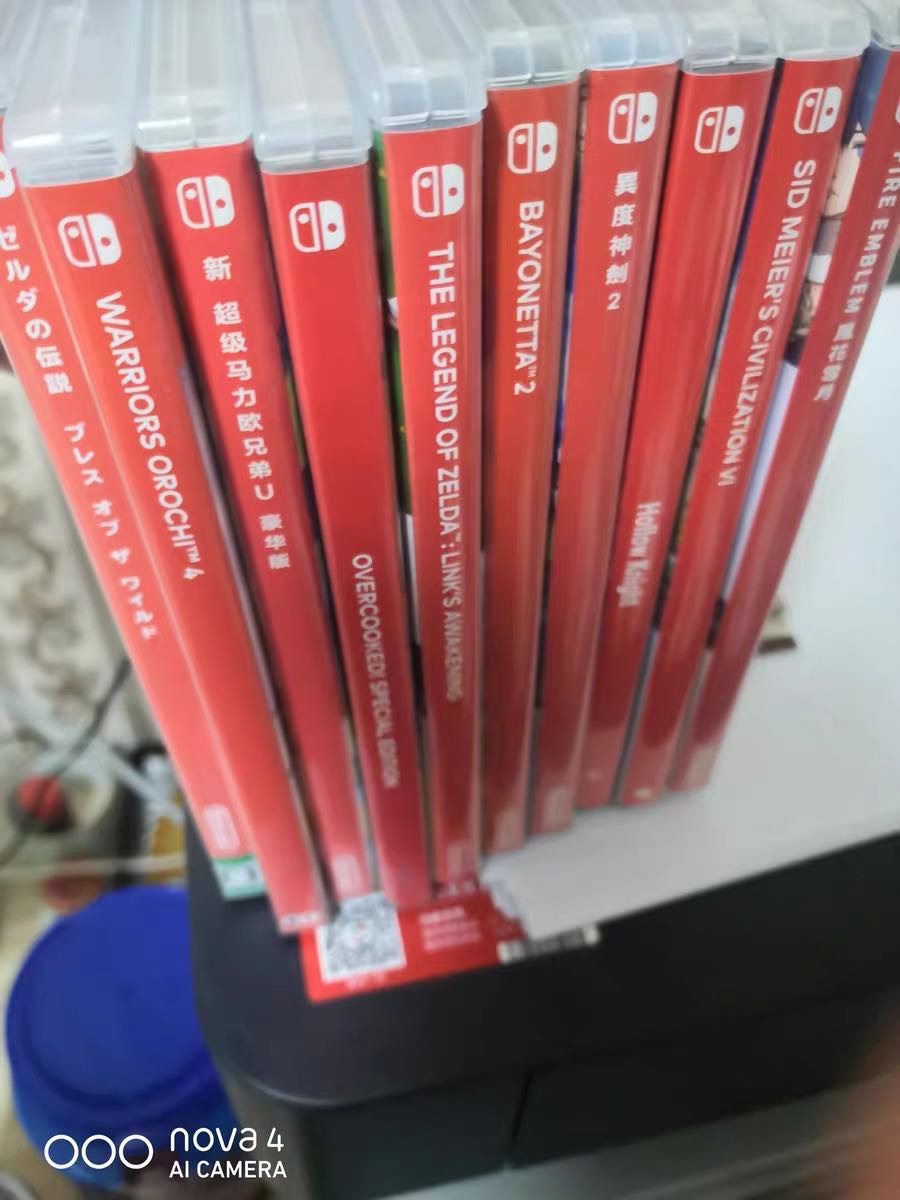 ゼルダの伝説 ブレス オブ ザ ワイルド
WARRIORS OROCHI™ 4
新 超级马力欧兄弟U 豪华版
OVERCOOKED! SPECIAL EDITION
THE LEGEND OF ZELDA™: LINK'S AWAKENING
BAYONETTA™ 2
異度神劍2
Hollow Knight
SID MEIER'S CIVILIZATION VI
FIRE EMBLEM 風花雪月
nova 4
AI CAMERA